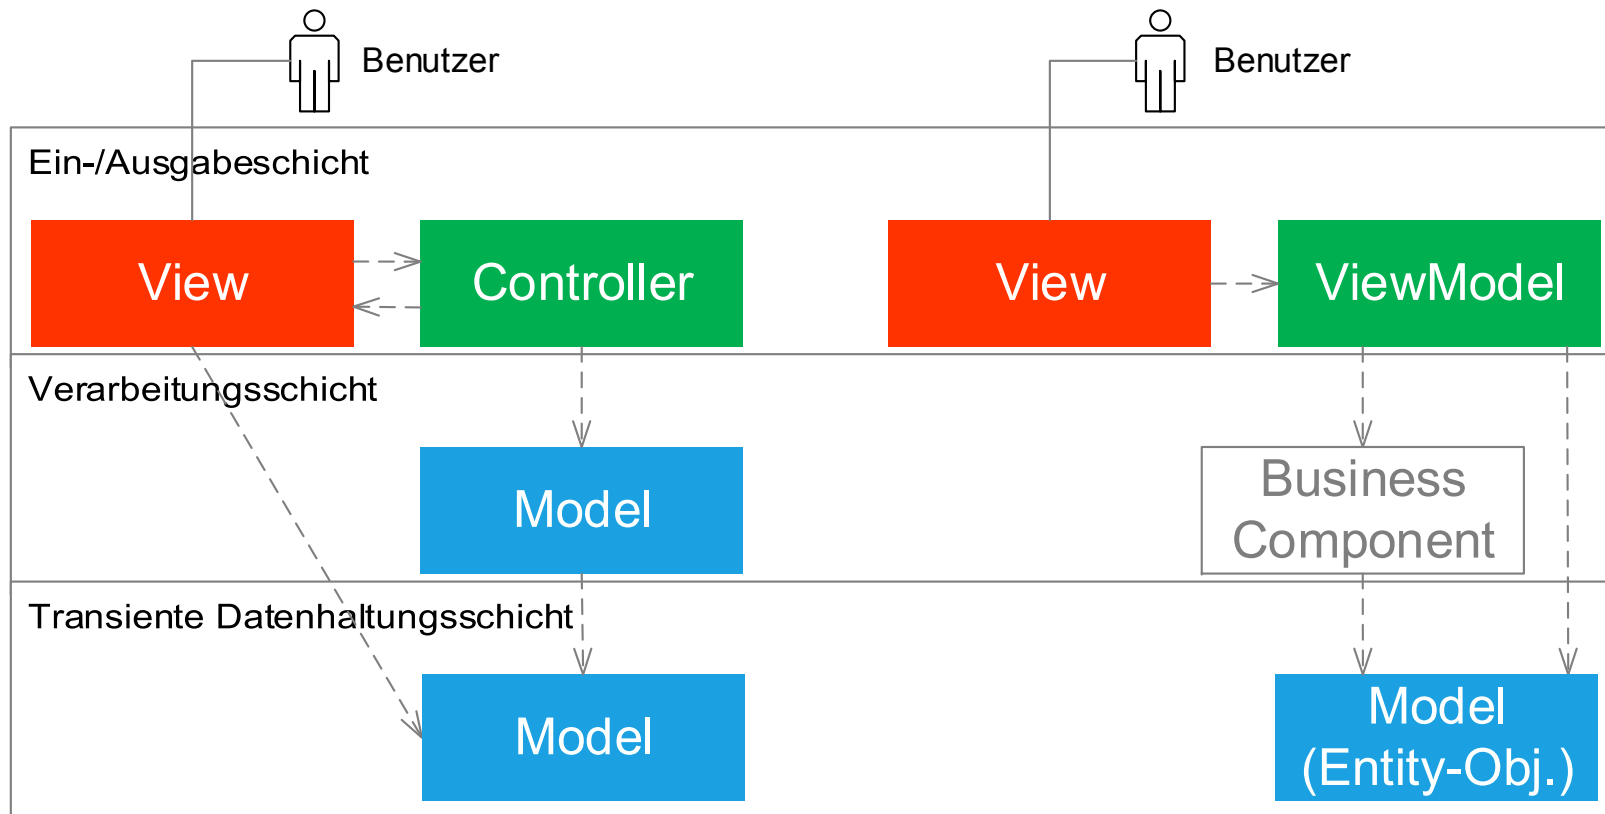 Benutzer
Benutzer
Ein-/Ausgabeschicht
View
Controller
View
ViewModel
Verarbeitungsschicht
Model
Business
Component
Transiente Datenhaltungsschicht
Model
Model
(Entity-Obj.)